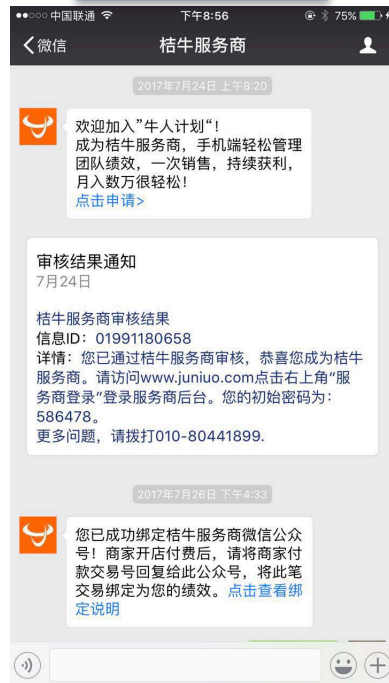 中国联通 下午8:56 75%
微信 桔牛服务商
2017年7月24日 上午8:20
欢迎加入”牛人计划“！
成为桔牛服务商，手机端轻松管理
团队绩效，一次销售，持续获利，
月入数万很轻松！
点击申请>
审核结果通知
7月24日
桔牛服务商审核结果
信息ID：01991180658
详情：您已通过桔牛服务商审核，恭喜您成为桔牛
服务商。请访问www.juniuo.com点击右上角“服
务商登录”登录服务商后台。您的初始密码为：
586478。
更多问题，请拨打010-80441899.
2017年7月26日 下午4:33
您已成功绑定桔牛服务商微信公众
号！商家开店付费后，请将商家付
款交易号回复给此公众号，将此笔
交易绑定为您的绩效。点击查看绑
定说明